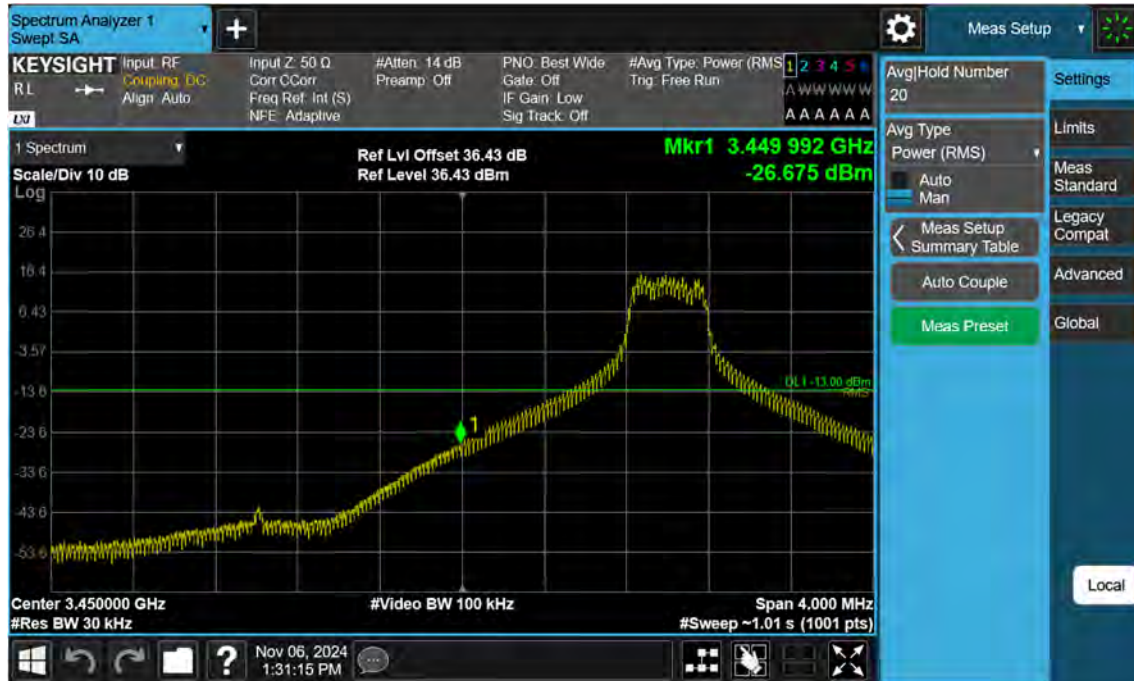 Spectrum Analyzer 1
Swept SA
Meas Setup
KEYSIGHT
RL
LXI
Input: RF
Coupling: DC
Align: Auto
Input Z: 50 Ω
Corr CCorr
Freq Ref: Int (S)
NFE: Adaptive
#Atten: 14 dB
Preamp: Off
PNO: Best Wide
Gate: Off
IF Gain: Low
Sig Track: Off
#Avg Type: Power (RMS
Trig: Free Run
1 2 3 4 5 6
A W W W W W
A A A A A A
1 Spectrum
Scale/Div 10 dB
Log
Ref Lvl Offset 36.43 dB
Ref Level 36.43 dBm
Mkr1 3.449 992 GHz
-26.675 dBm
26.4
16.4
6.43
-3.57
-13.6
-23.6
-33.6
-43.6
-53.6
DL1 -13.00 dBm
RMS
1
Center 3.450000 GHz
#Res BW 30 kHz
#Video BW 100 kHz
Span 4.000 MHz
#Sweep ~1.01 s (1001 pts)
Avg|Hold Number
20
Avg Type
Power (RMS)
Auto
Man
Meas Setup
Summary Table
Auto Couple
Meas Preset
Settings
Limits
Meas
Standard
Legacy
Compat
Advanced
Global
Local
?
Nov 06, 2024
1:31:15 PM